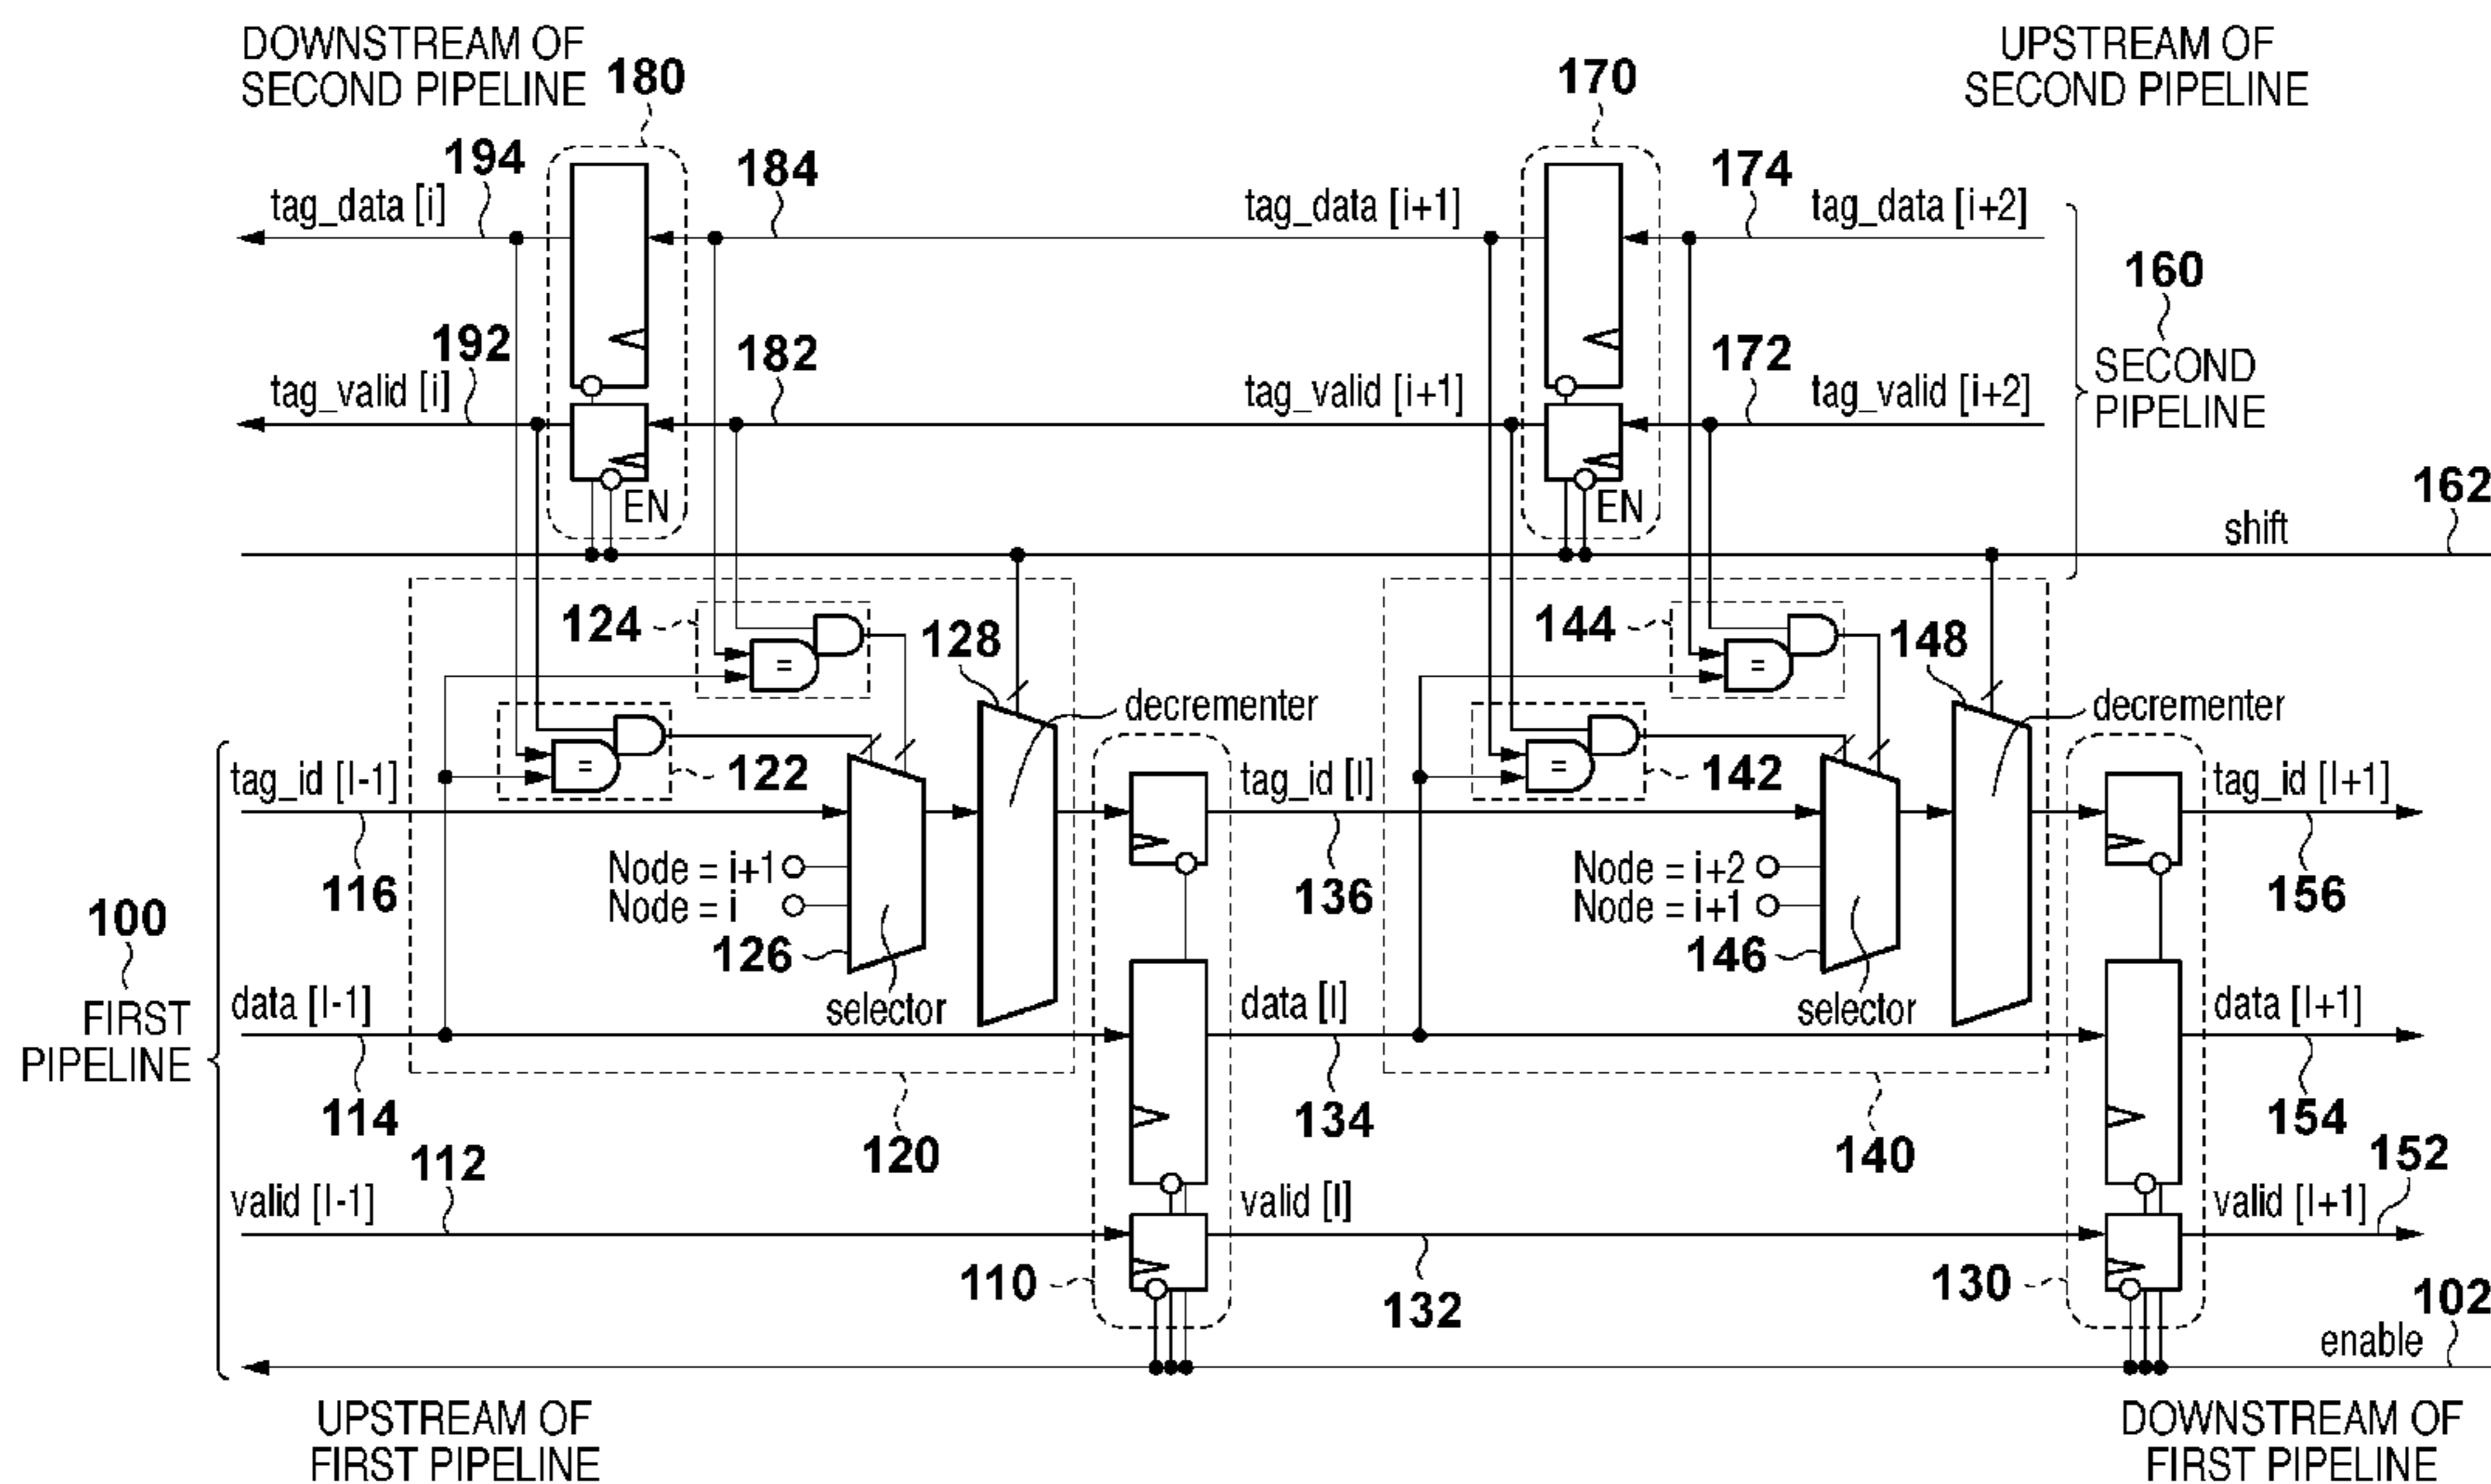 DOWNSTREAM OF
SECOND PIPELINE
180
170
UPSTREAM OF
SECOND PIPELINE
194
184
174
tag_data [i]
tag_data [i+1]
tag_data [i+2]
160
SECOND
PIPELINE
192
182
172
tag_valid [i]
tag_valid [i+1]
tag_valid [i+2]
EN
EN
162
shift
124
128
144
148
decrementer
decrementer
=
=
122
142
=
=
tag_id [I-1]
tag_id [I]
tag_id [I+1]
116
136
156
Node = i+1
Node = i
Node = i+2
Node = i+1
100
FIRST
PIPELINE
126
146
selector
selector
data [I-1]
data [I]
data [I+1]
114
134
154
120
140
112
152
valid [I-1]
valid [I]
valid [I+1]
110
132
130
102
enable
UPSTREAM OF
FIRST PIPELINE
DOWNSTREAM OF
FIRST PIPELINE